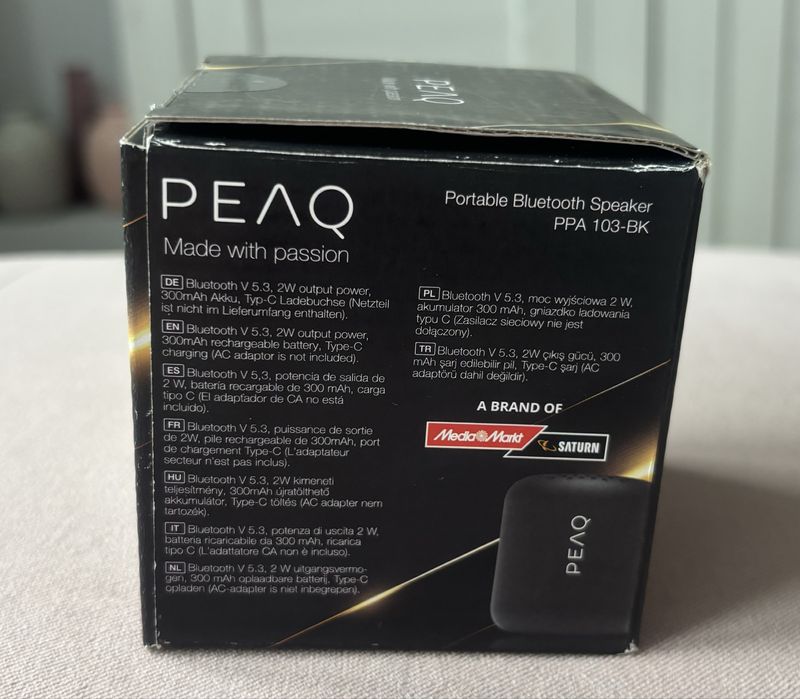 PEAQ
PEAQ
Made with passion
Portable Bluetooth Speaker
PPA 103-BK
DE Bluetooth V 5.3, 2W output power,
300mAh Akku, Typ-C Ladebuchse (Netzteil
ist nicht im Lieferumfang enthalten).
EN Bluetooth V 5.3, 2W output power,
300mAh rechargeable battery, Type-C
charging (AC adaptor is not included).
ES Bluetooth V 5.3, potencia de salida de
2 W, batería recargable de 300 mAh, carga
tipo C (El adapfador de CA no está
incluido).
FR Bluetooth V 5.3, puissance de sortie
de 2W, pile rechargeable de 300mAh, port
de chargement Type-C (L'adaptateur
secteur n'est pas inclus).
HU Bluetooth V 5.3, 2W kimeneti
teljesítmény, 300mAh újratölthető
akkumulátor, Type-C töltés (AC adapter nem
tartozék).
IT Bluetooth V 5.3, potenza di uscita 2 W,
batteria ricaricabile da 300 mAh, ricarica
tipo C (L'adattatore CA non è incluso).
NL Bluetooth V 5.3, 2 W uitgangsvermo-
gen, 300 mAh oplaadbare batterij, Type-C
opladen (AC-adapter is niet inbegrepen).
PL Bluetooth V 5.3, moc wyjściowa 2 W,
akumulator 300 mAh, gniazdko ładowania
typu C (Zasilacz sieciowy nie jest
dołączony).
TR Bluetooth V 5.3, 2W çıkış gücü, 300
mAh şarj edilebilir pil, Type-C şarj (AC
adaptörü dahil değildir).
A BRAND OF
MediaMarkt SATURN
PEAQ